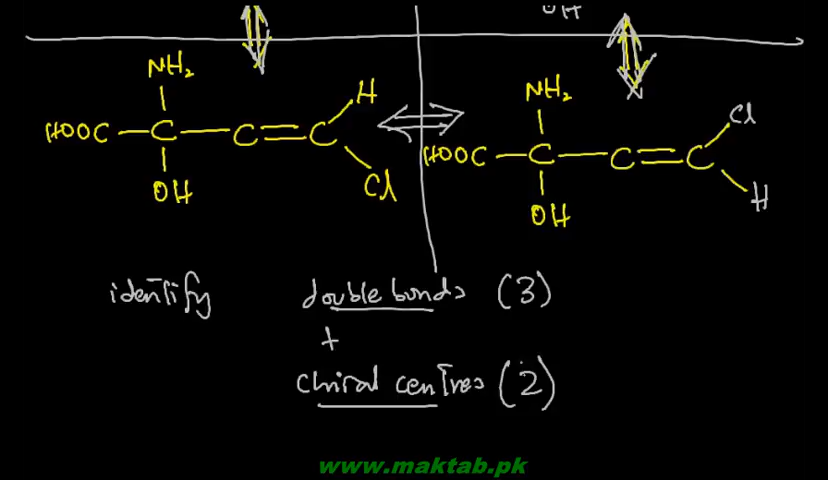 OH
NH₂ NH₂
H Cl
HOOC — C — C = C HOOC — C — C = C
Cl H
OH OH
identify double bonds (3)
+
chiral centres (2)
www.maktab.pk